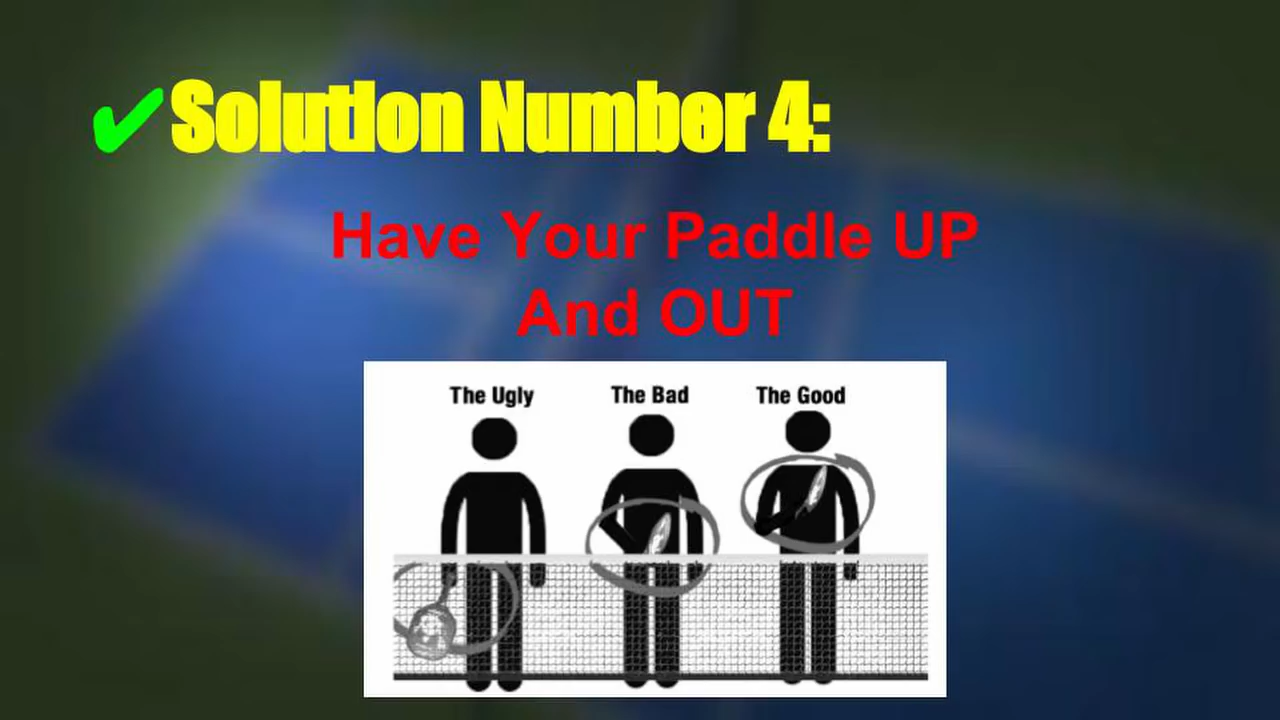 ✔Solution Number 4:
Have Your Paddle UP
And OUT
The Ugly The Bad The Good